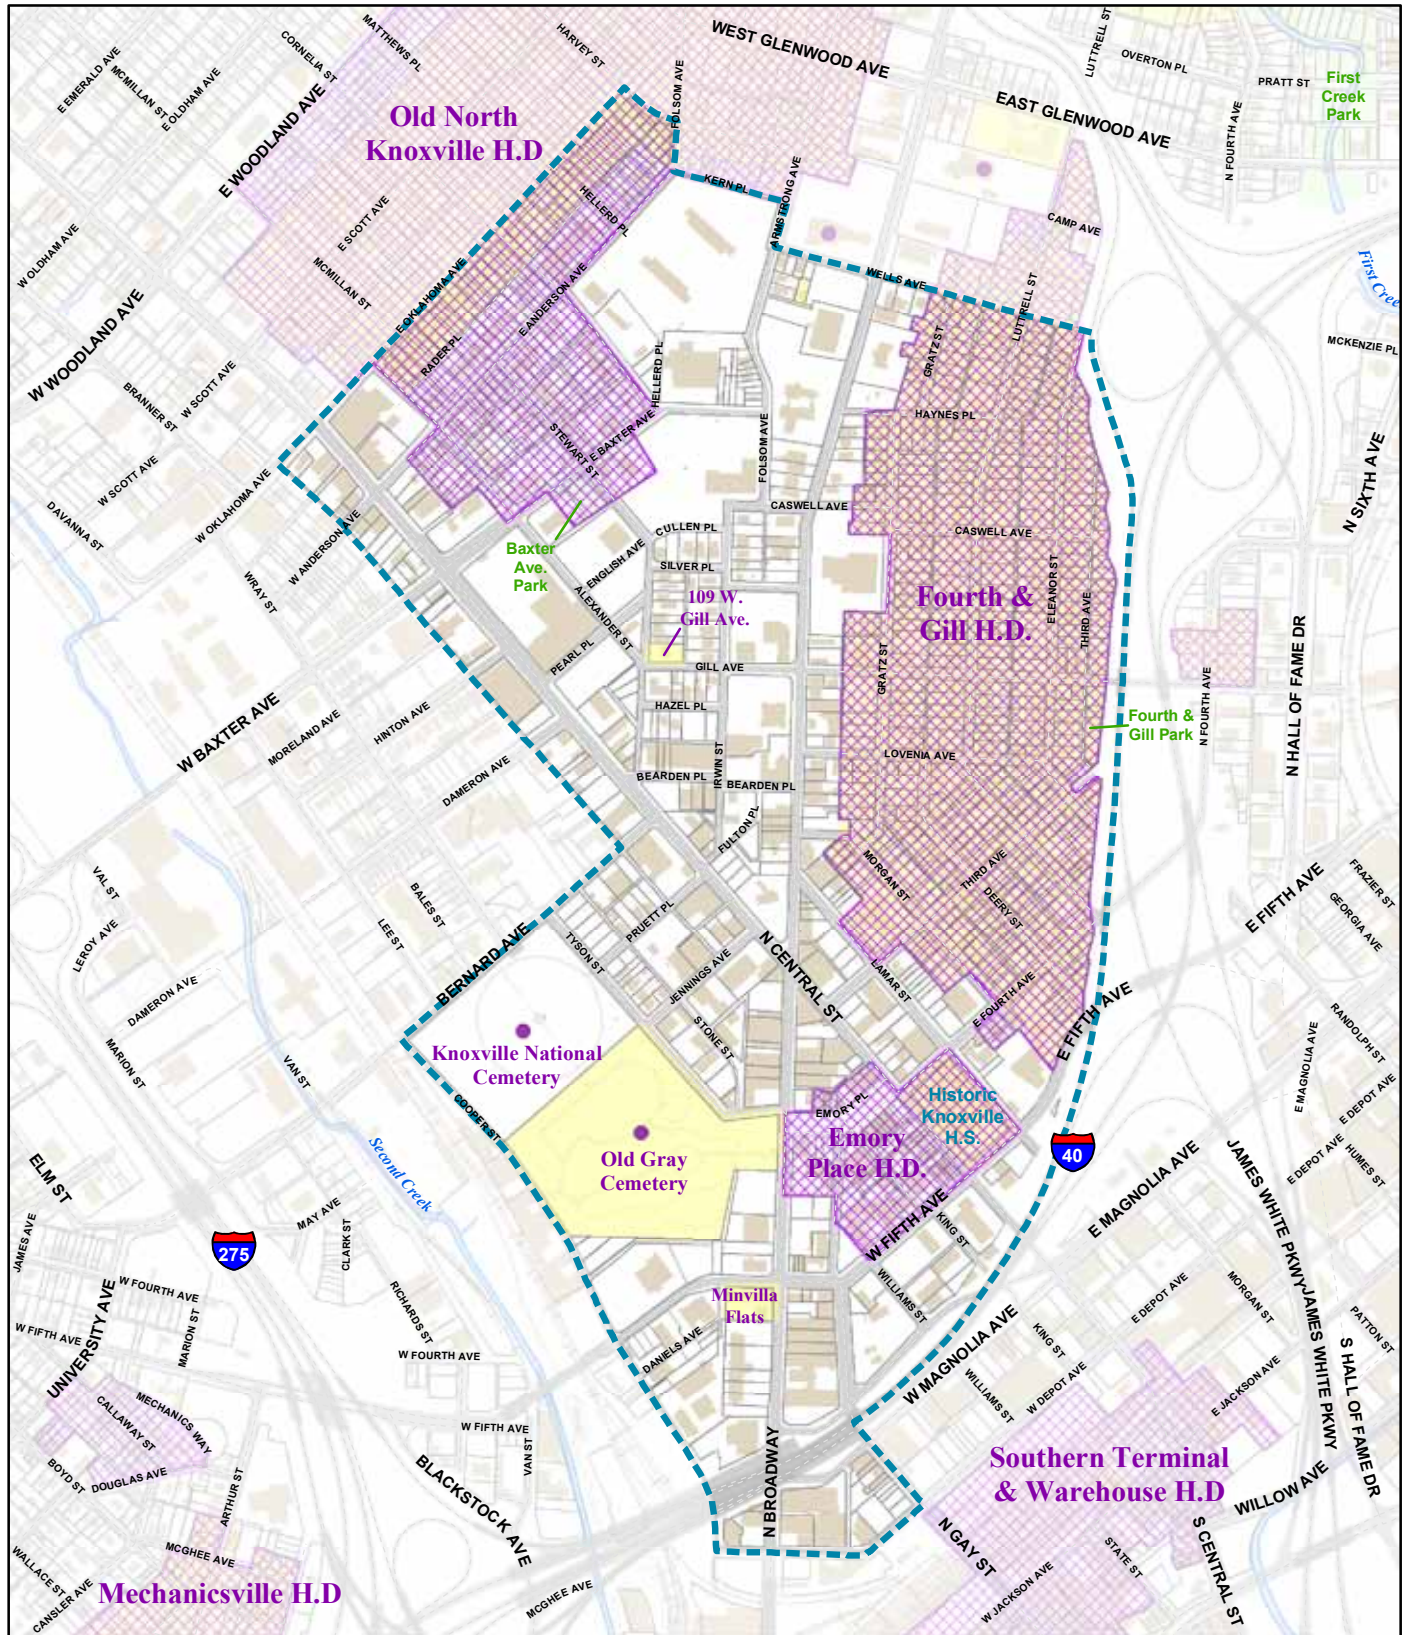 MATTHEWS PL
HARVEY ST
WEST GLENWOOD AVE
LUTTRELL ST
OVERTON PL
PRATT ST
First
Creek
Park
CORNELIA ST
E EMERALD AVE
MCMILLAN ST
E OLDHAM AVE
FOLSOM AVE
EAST GLENWOOD AVE
N FOURTH AVE
E WOODLAND AVE
Old North
Knoxville H.D
KERN PL
ARMSTRONG AVE
HELLERD PL
CAMP AVE
E SCOTT AVE
W OLDHAM AVE
MCMILLAN ST
E OKLAHOMA AVE
E ANDERSON AVE
WELLS AVE
LUTTRELL ST
First Cree
W WOODLAND AVE
RADER PL
GRATZ ST
MCKENZIE PL
BRANNER ST
W SCOTT AVE
HELLERD PL
STEWART ST
E BAXTER AVE
HAYNES PL
FOLSOM AVE
W SCOTT AVE
DAVANNA ST
W OKLAHOMA AVE
W ANDERSON AVE
WRAY ST
N SIXTH AVE
CASWELL AVE
CASWELL AVE
CULLEN PL
Baxter
Ave.
Park
ENGLISH AVE
SILVER PL
ALEXANDER ST
109 W.
Gill Ave.
Fourth &
Gill H.D.
ELEANOR ST
THIRD AVE
PEARL PL
GILL AVE
GRATZ ST
HAZEL PL
N FOURTH AVE
N HALL OF FAME DR
Fourth &
Gill Park
W BAXTER AVE
MORELAND AVE
HINTON AVE
DAMERON AVE
LOVENIA AVE
IRWIN ST
BEARDEN PL
BEARDEN PL
FULTON PL
MORGAN ST
THIRD AVE
DEERY ST
VAL ST
LEROY AVE
BALES ST
LEE ST
FRAZIER ST
GEORGIA AVE
E FIFTH AVE
BERNARD AVE
TYSON ST
PRUETT PL
N CENTRAL ST
JENNINGS AVE
LAMAR ST
DAMERON AVE
STONE ST
E FOURTH AVE
E FIFTH AVE
MARION ST
VAN ST
Knoxville National
Cemetery
COOPER ST
RANDOLPH ST
E MAGNOLIA AVE
E DEPOT AVE
EMORY PL
Historic
Knoxville
H.S.
Emory
Place H.D.
Second Creek
Old Gray
Cemetery
40
E DEPOT AVE
HUMES ST
JAMES WHITE PKWY
E MAGNOLIA AVE
ELM ST
JAMES AVE
MAY AVE
CLARK ST
275
W FIFTH AVE
KING ST
W FOURTH AVE
WILLIAMS ST
E DEPOT AVE
MORGAN ST
JAMES WHITE PKWY
PATTON ST
UNIVERSITY AVE
W FIFTH AVE
MARION ST
RICHARDS ST
W FOURTH AVE
Minvilla
Flats
DANIELS AVE
W MAGNOLIA AVE
KING ST
W DEPOT AVE
WILLIAMS ST
E JACKSON AVE
S HALL OF FAME DR
MECHANICS WAY
CALLAWAY ST
BOYD ST
DOUGLAS AVE
W FIFTH AVE
VAN ST
BLACKSTOCK AVE
N BROADWAY
Southern Terminal
& Warehouse H.D
WILLOW AVE
ARTHUR ST
N GAY ST
S CENTRAL ST
STATE ST
WALLACE ST
CANSLER AVE
MCGHEE AVE
Mechanicsville H.D
MCGHEE AVE
W JACKSON AVE